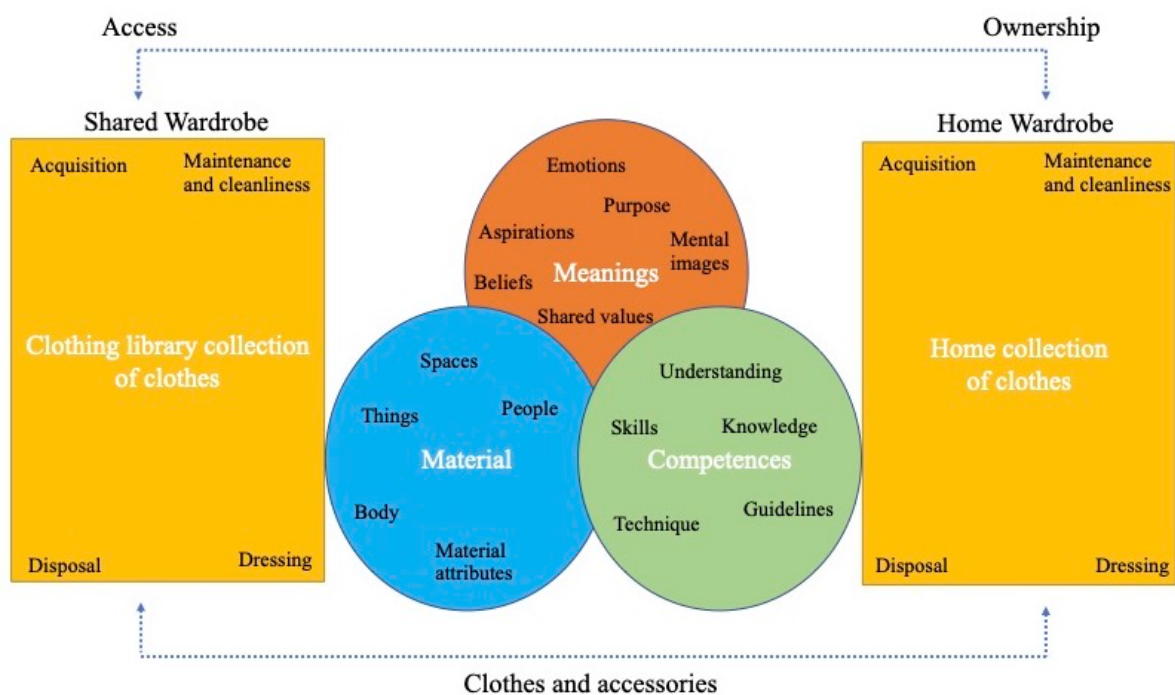 Access
Ownership
Shared Wardrobe
Home Wardrobe
Acquisition
Maintenance
and cleanliness
Clothing library collection
of clothes
Disposal
Dressing
Emotions
Purpose
Aspirations
Mental
images
Meanings
Beliefs
Shared values
Spaces
Things
People
Material
Body
Material
attributes
Understanding
Skills
Knowledge
Competences
Guidelines
Technique
Acquisition
Maintenance
and cleanliness
Home collection
of clothes
Disposal
Dressing
Clothes and accessories